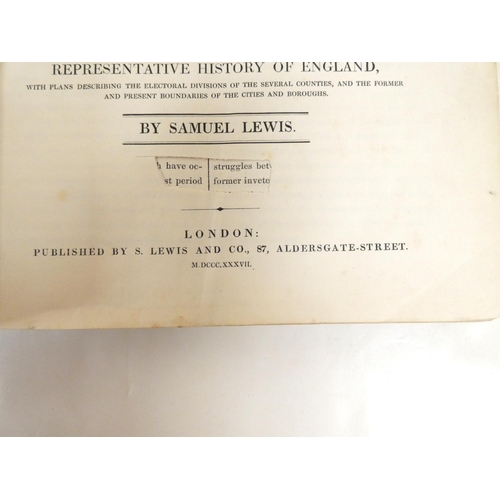 REPRESENTATIVE HISTORY OF ENGLAND,
WITH PLANS DESCRIBING THE ELECTORAL DIVISIONS OF THE SEVERAL COUNTIES, AND THE FORMER
AND PRESENT BOUNDARIES OF THE CITIES AND BOROUGHS.
BY SAMUEL LEWIS.
h have oc- struggles bet
st period former invete
LONDON:
PUBLISHED BY S. LEWIS AND CO., 87, ALDERSGATE-STREET.
M.DCCC.XXXVII.